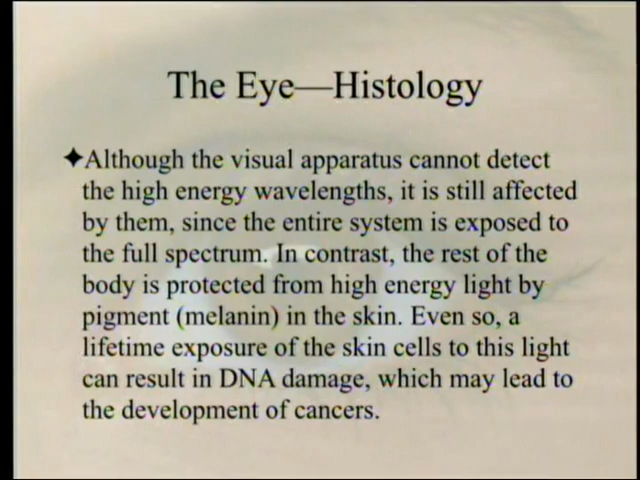 The Eye—Histology
✦Although the visual apparatus cannot detect
the high energy wavelengths, it is still affected
by them, since the entire system is exposed to
the full spectrum. In contrast, the rest of the
body is protected from high energy light by
pigment (melanin) in the skin. Even so, a
lifetime exposure of the skin cells to this light
can result in DNA damage, which may lead to
the development of cancers.